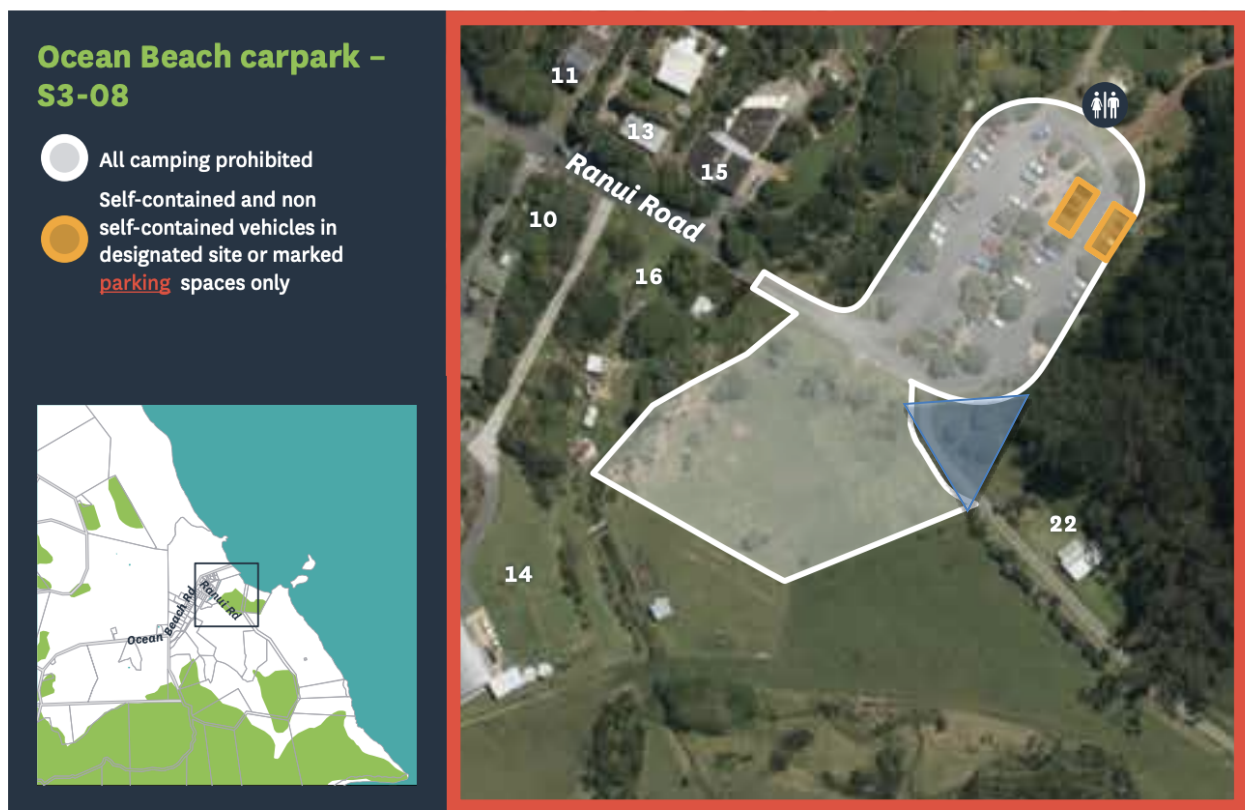 Ocean Beach carpark –
S3-08
All camping prohibited
Self-contained and non
self-contained vehicles in
designated site or marked
parking spaces only
Ocean Beach Rd
Ranui Rd
11
13
15
Ranui Road
10
16
14
22